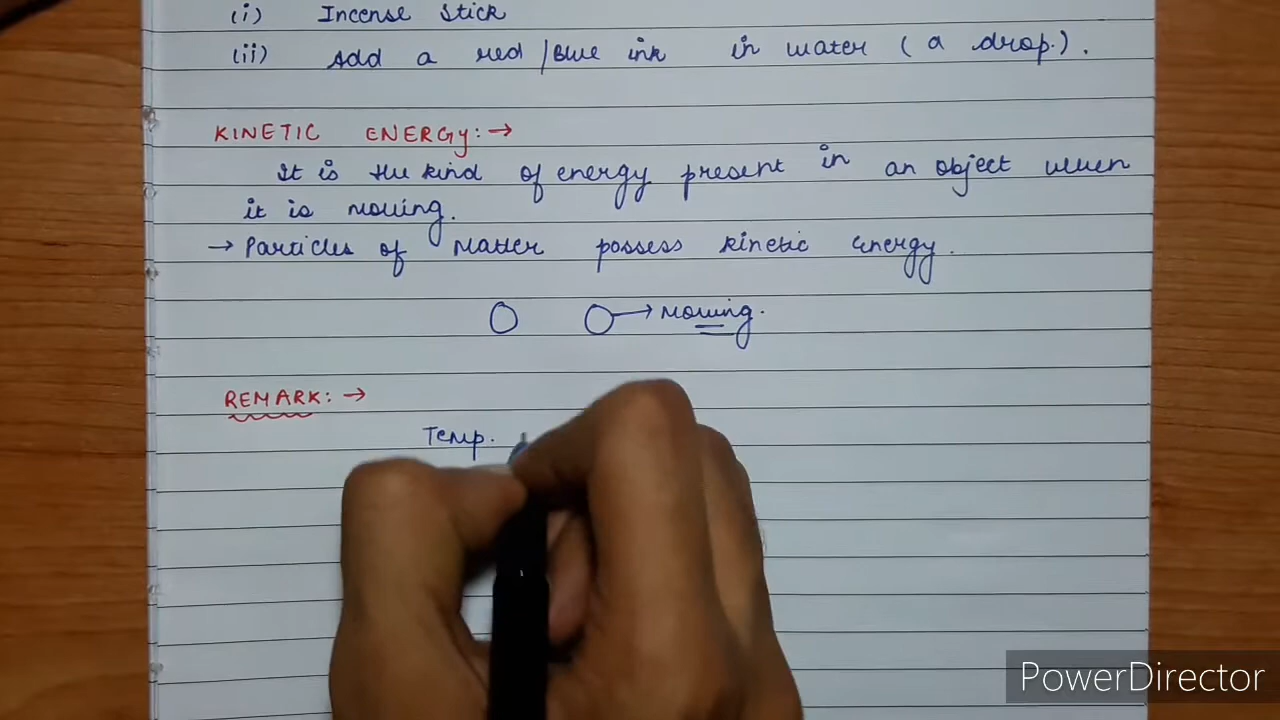 (i) Incense Stick
(ii) Add a red/Blue ink in water (a drop.).
KINETIC ENERGY:→
It is the kind of energy present in an object when
it is moving.
→ Particles of Matter possess kinetic energy.
→ Moving.
REMARK:→
Temp.
PowerDirector